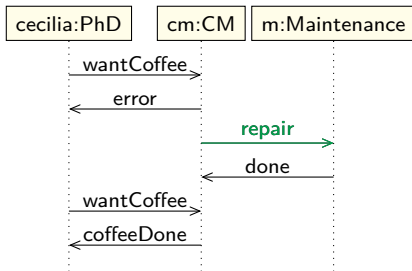 cecilia:PhD cm:CM m:Maintenance
wantCoffee
error
repair
done
wantCoffee
coffeeDone